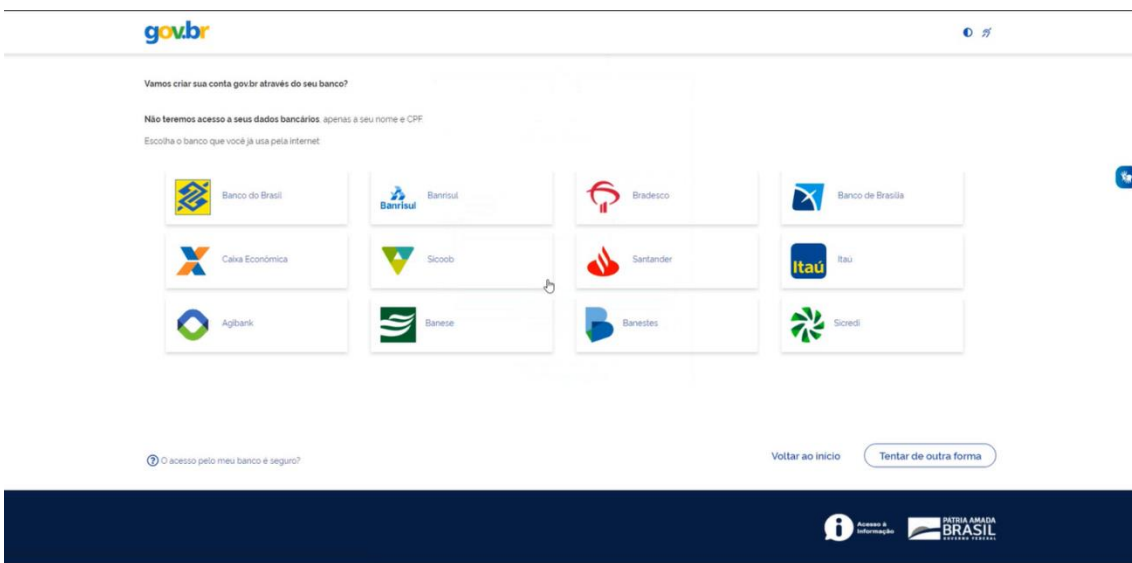 gov.br
Vamos criar sua conta gov.br através do seu banco?
Não teremos acesso a seus dados bancários, apenas a seu nome e CPF
Escolha o banco que você já usa pela internet
Banco do Brasil
Banrisul Banrisul
Bradesco
Banco de Brasília
Caixa Econômica
Sicoob
Santander
Itaú Itaú
Agibank
Banese
Banestes
Sicredi
O acesso pelo meu banco é seguro?
Voltar ao início
Tentar de outra forma
Acesso à
Informação
PÁTRIA AMADA
BRASIL
GOVERNO FEDERAL